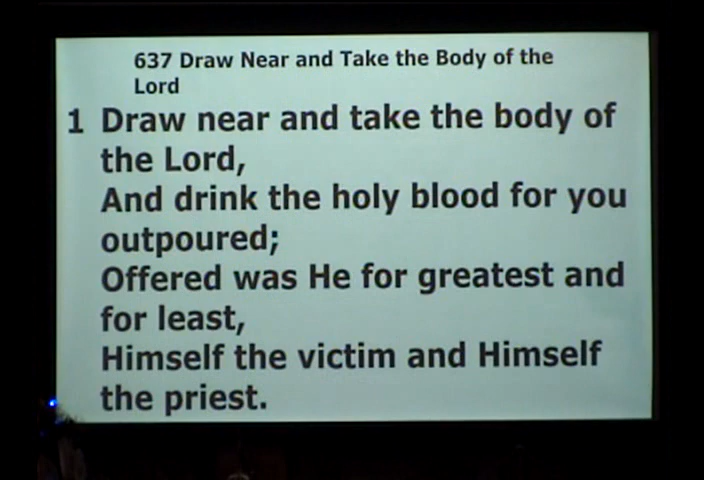 637 Draw Near and Take the Body of the
Lord
1 Draw near and take the body of
the Lord,
And drink the holy blood for you
outpoured;
Offered was He for greatest and
for least,
Himself the victim and Himself
the priest.